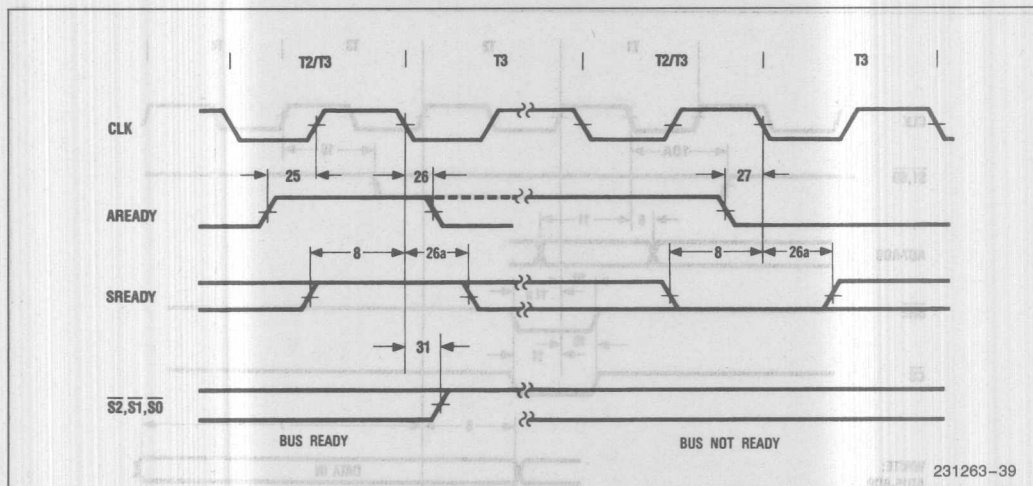 T2/T3 T3 T2/T3 T3
CLK
25 26 27
AREADY
8 26a 8 26a
SREADY
31
S2,S1,S0
BUS READY BUS NOT READY
231263-39